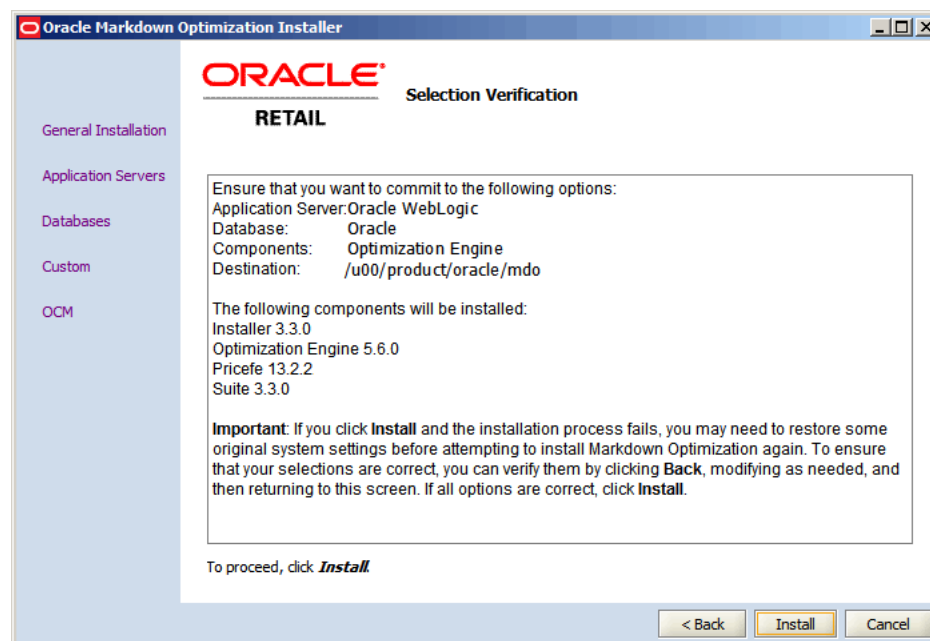 Oracle Markdown Optimization Installer
ORACLE
RETAIL
Selection Verification
General Installation
Application Servers
Databases
Custom
OCM
Ensure that you want to commit to the following options:
Application Server:Oracle WebLogic
Database: Oracle
Components: Optimization Engine
Destination: /u00/product/oracle/mdo
The following components will be installed:
Installer 3.3.0
Optimization Engine 5.6.0
Pricefe 13.2.2
Suite 3.3.0
Important: If you click Install and the installation process fails, you may need to restore some
original system settings before attempting to install Markdown Optimization again. To ensure
that your selections are correct, you can verify them by clicking Back, modifying as needed, and
then returning to this screen. If all options are correct, click Install.
To proceed, click Install.
< Back
Install
Cancel